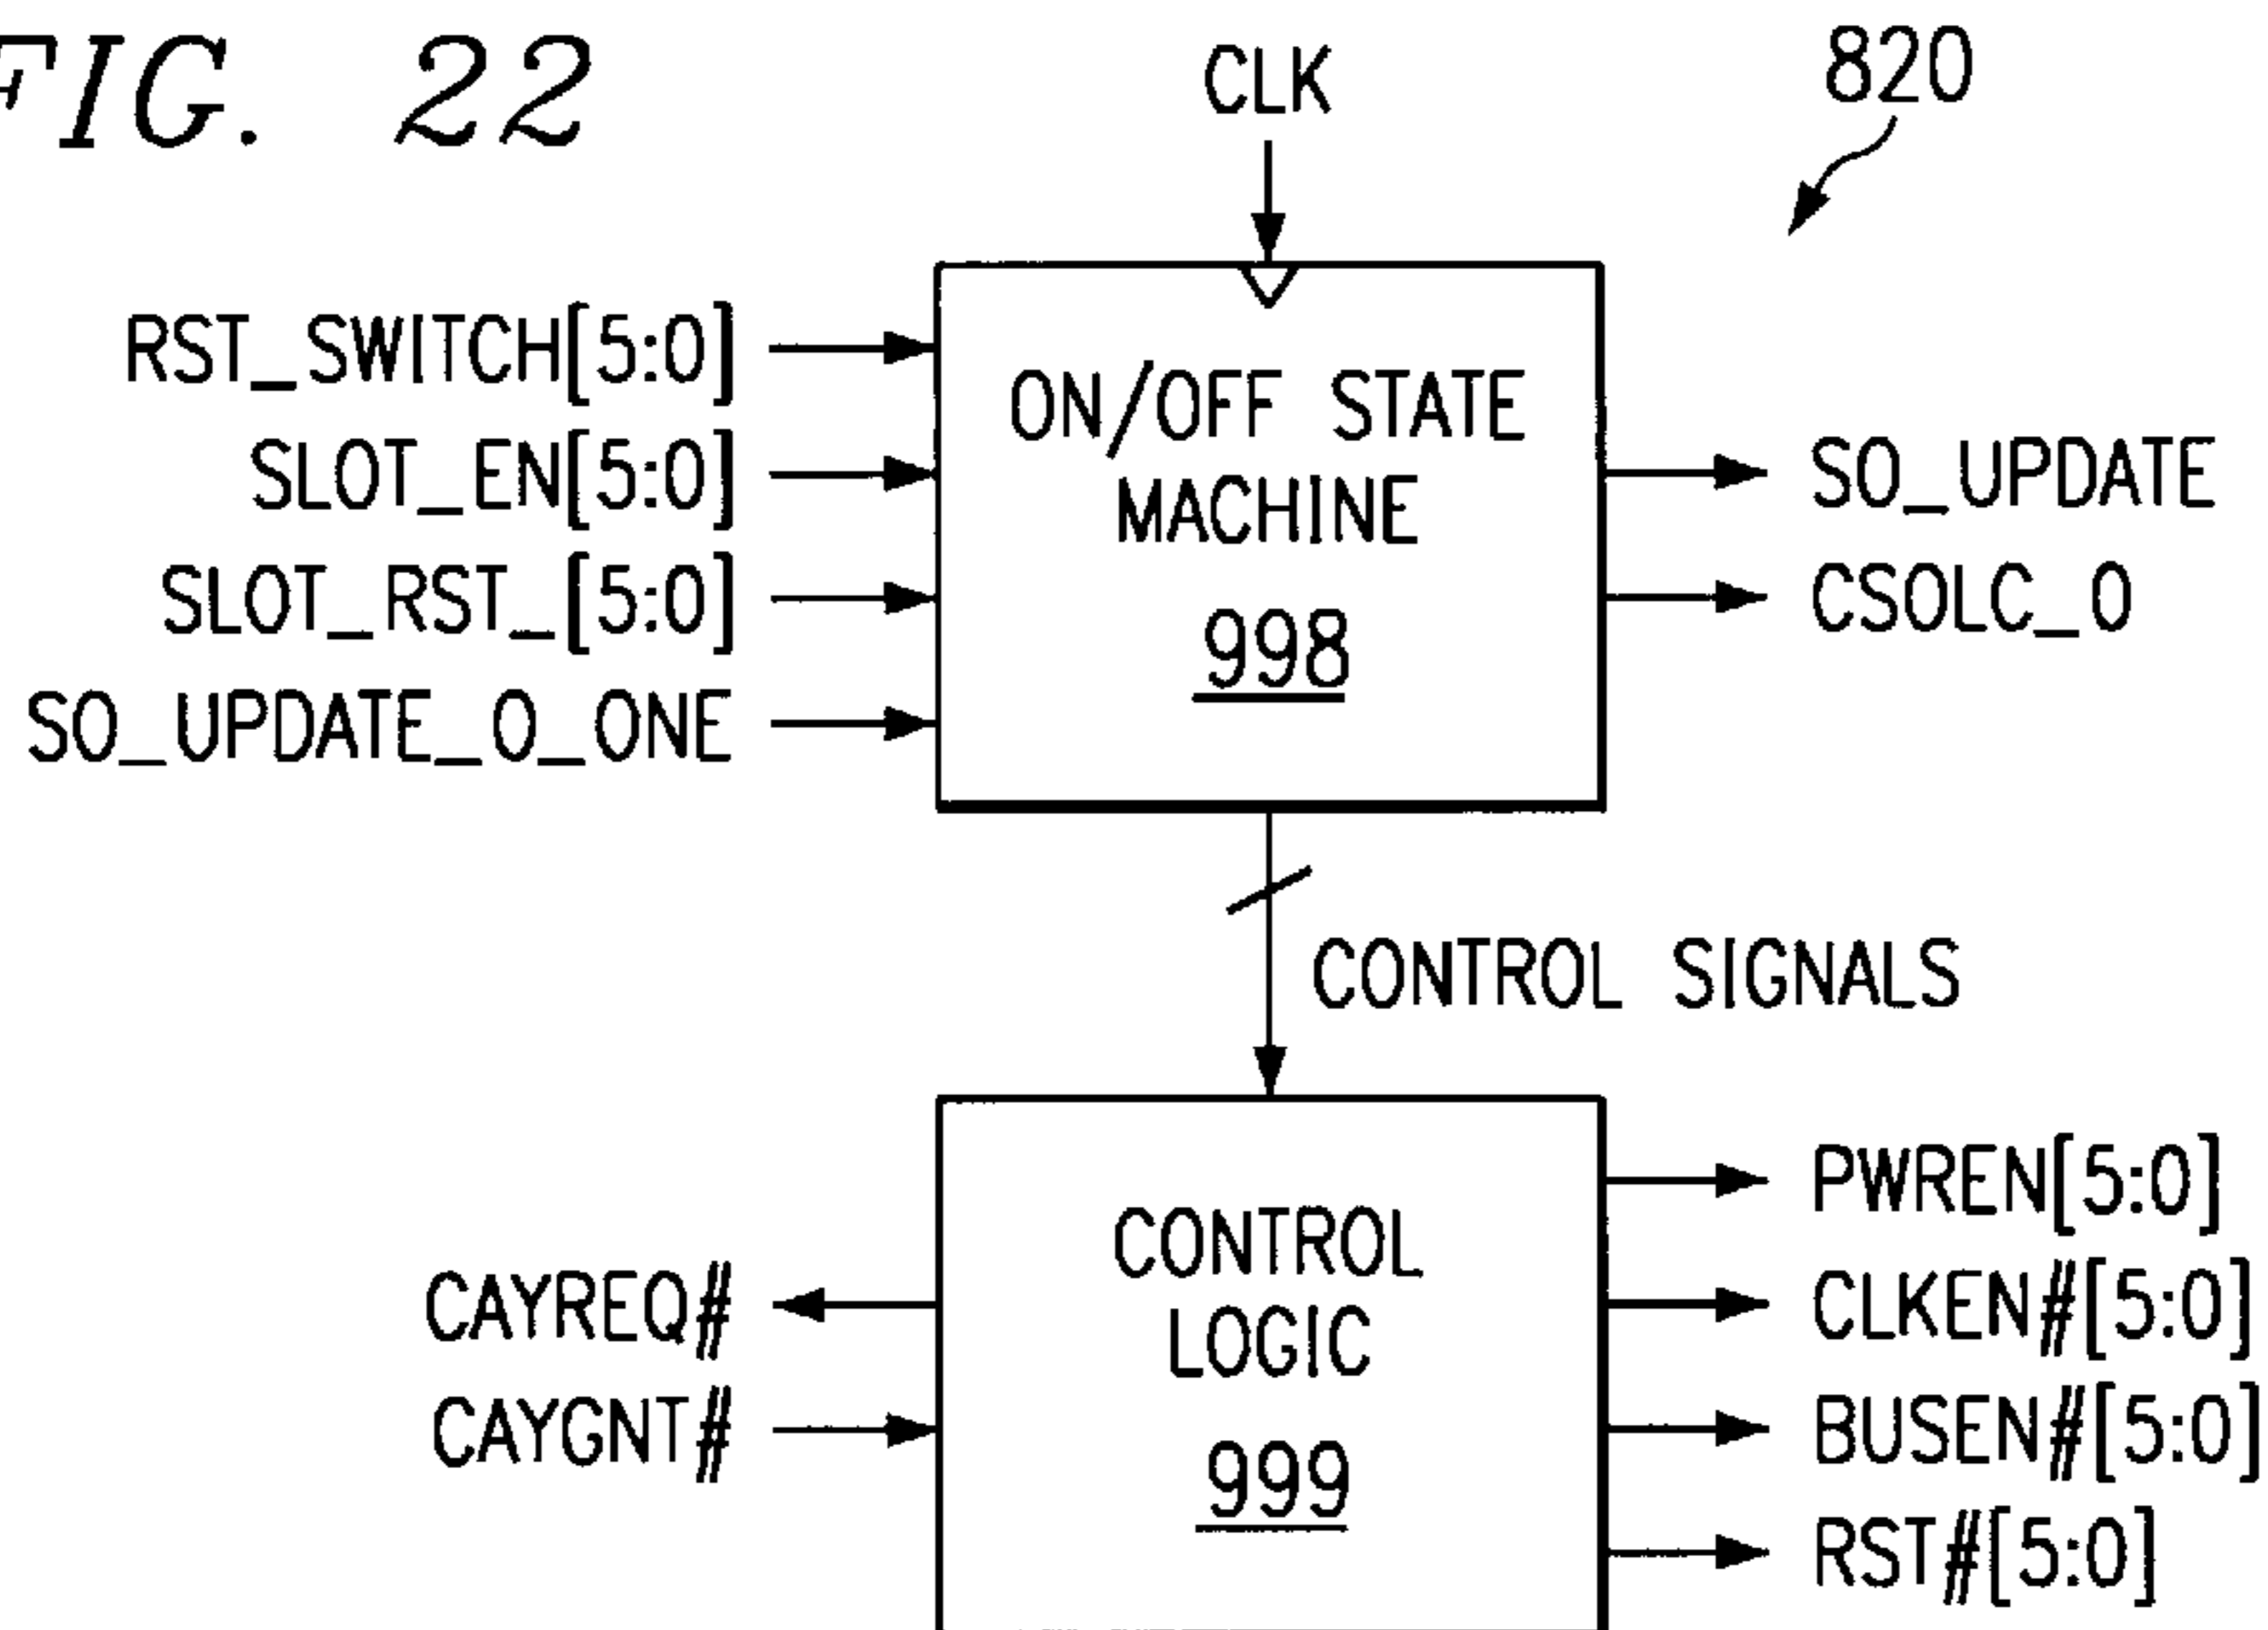 FIG. 22
CLK
820
RST_SWITCH[5:0]
SLOT_EN[5:0]
SLOT_RST_[5:0]
SO_UPDATE_O_ONE
ON/OFF STATE
MACHINE
998
SO_UPDATE
CSOLC_O
CONTROL SIGNALS
CAYREQ#
CAYGNT#
CONTROL
LOGIC
999
PWREN[5:0]
CLKEN#[5:0]
BUSEN#[5:0]
RST#[5:0]